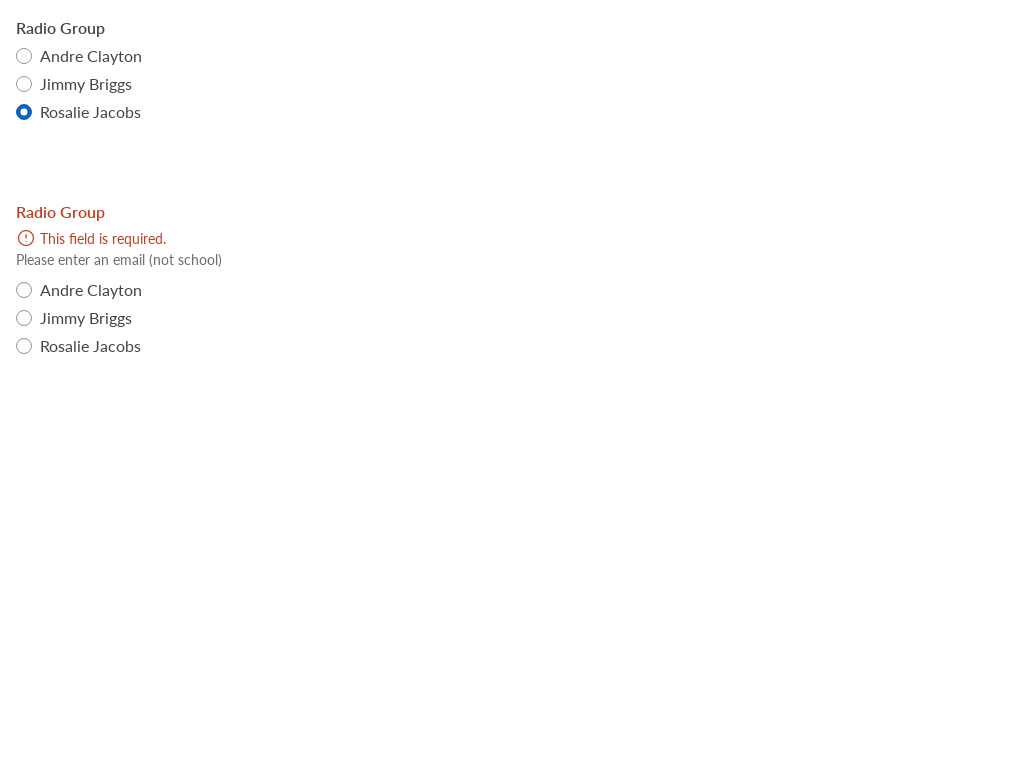 Radio Group
Andre Clayton
Jimmy Briggs
Rosalie Jacobs
Radio Group
This field is required.
Please enter an email (not school)
Andre Clayton
Jimmy Briggs
Rosalie Jacobs